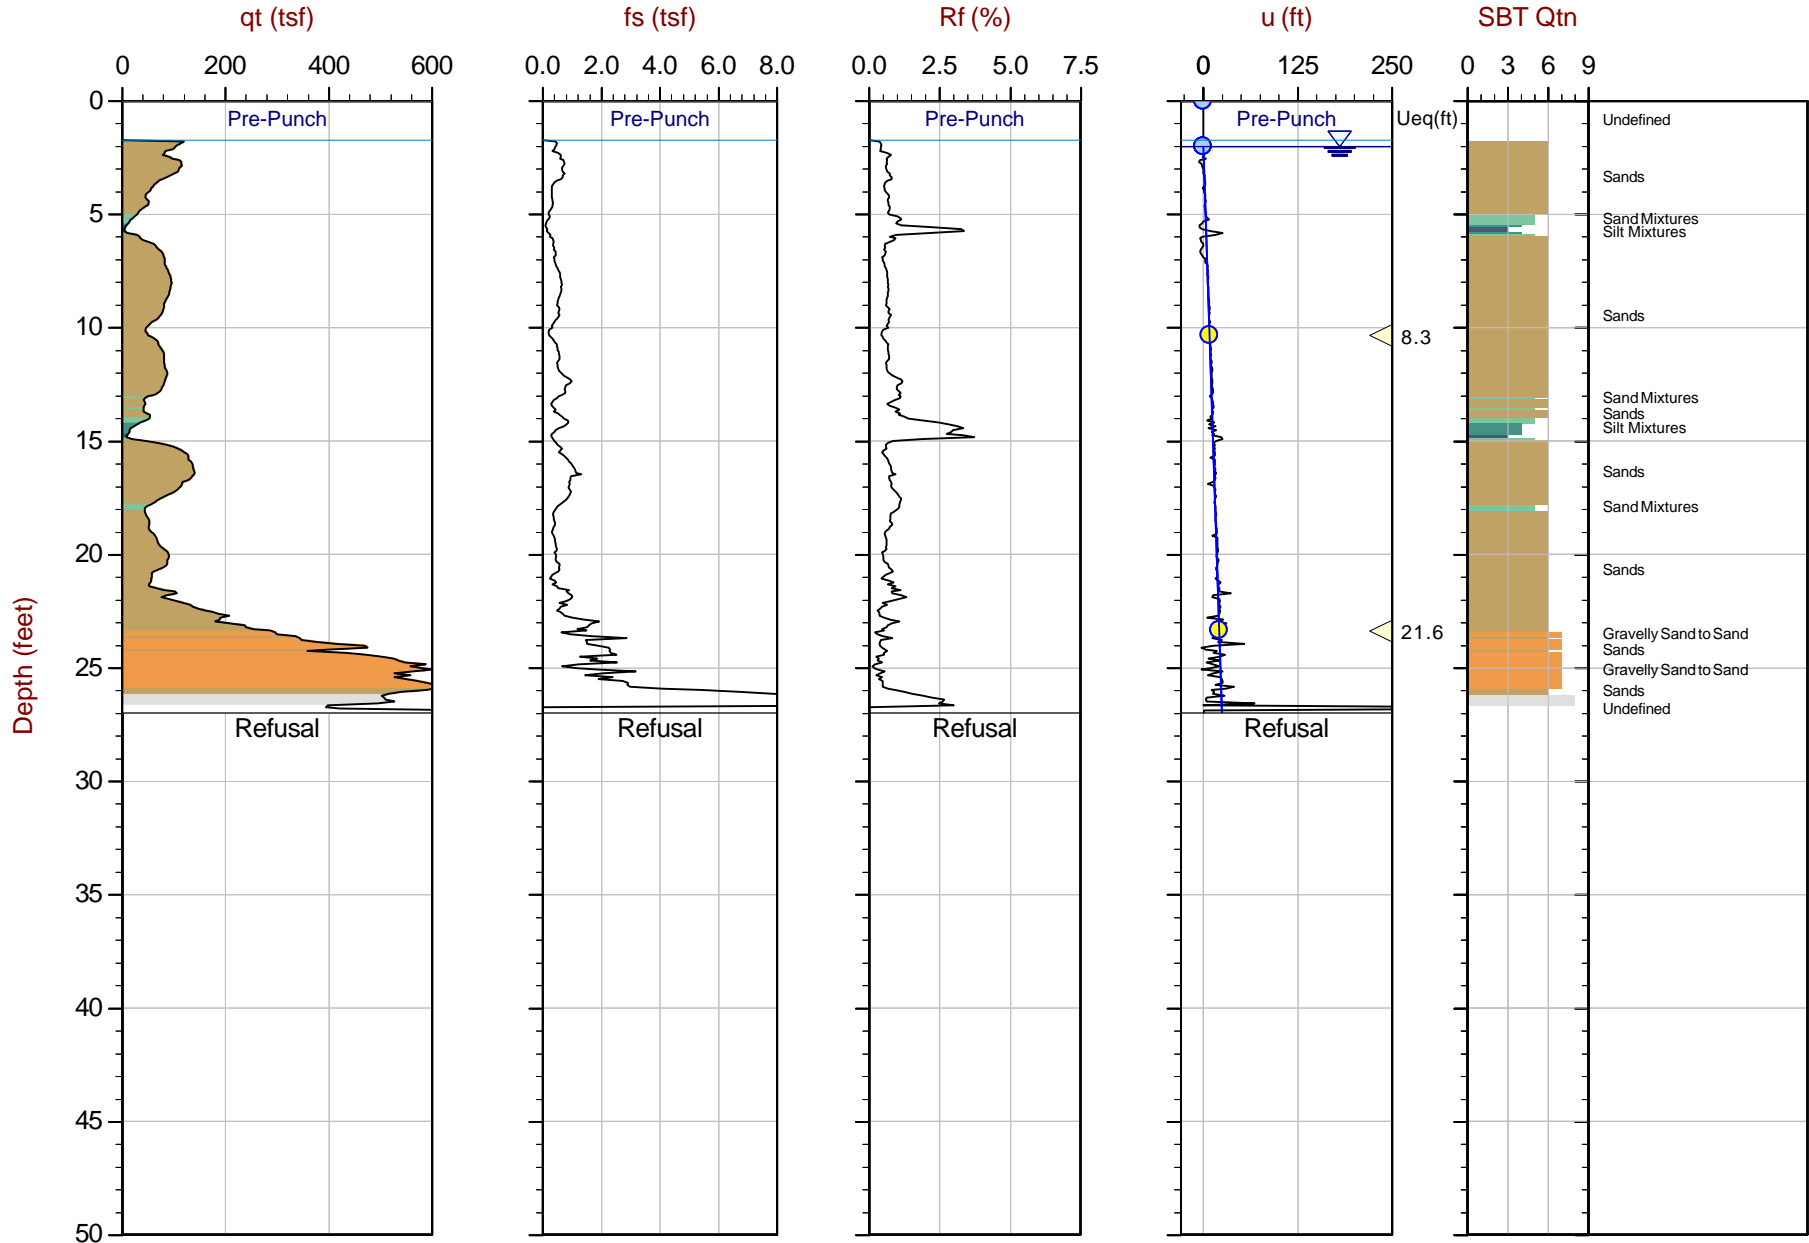 qt (tsf) fs (tsf) Rf (%) u (ft) SBT Qtn
0 200 400 600 0.0 2.0 4.0 6.0 8.0 0.0 2.5 5.0 7.5 0 125 250 0 3 6 9
0
Pre-Punch Pre-Punch Pre-Punch Pre-Punch Ueq(ft) Undefined
Sands
5
Sand Mixtures
Silt Mixtures
Sands
10
8.3
Sand Mixtures
Sands
Silt Mixtures
15
Sands
Sand Mixtures
20
Sands
21.6
Gravelly Sand to Sand
Sands
25
Gravelly Sand to Sand
Sands
Undefined
Refusal Refusal Refusal Refusal
Depth (feet)
30
35
40
45
50